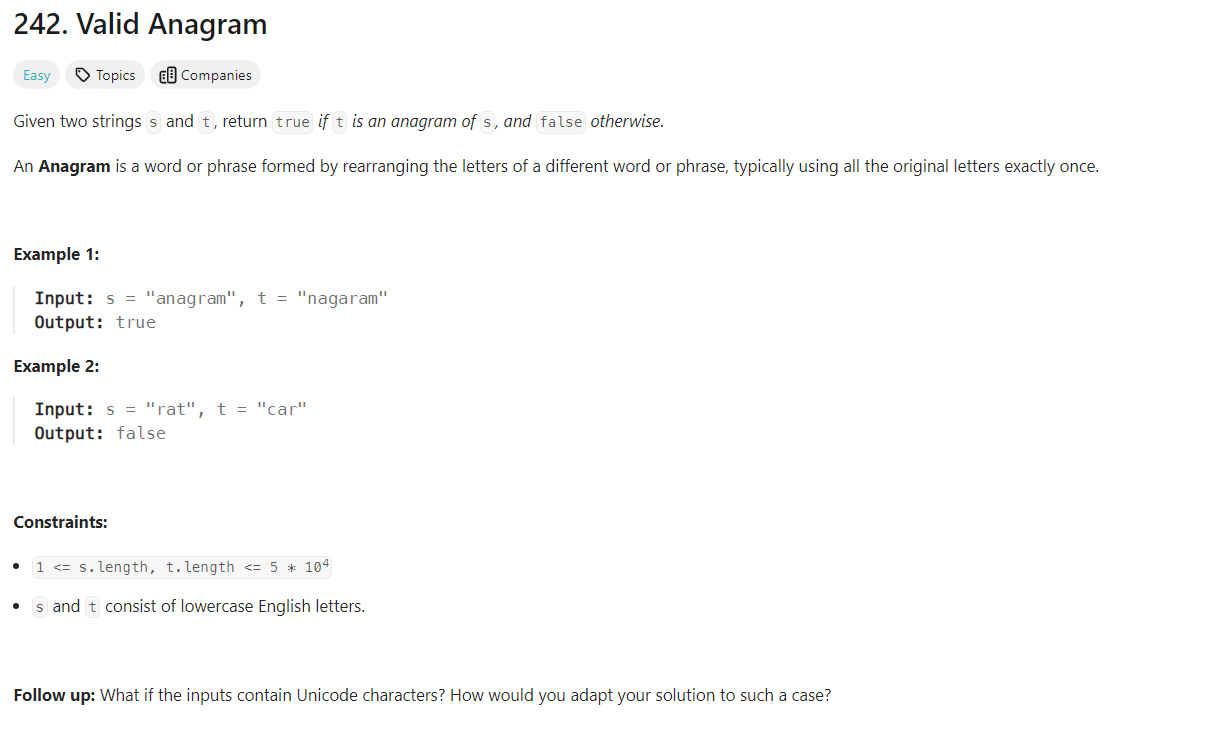 242. Valid Anagram
Easy Topics Companies
Given two strings s and t, return true if t is an anagram of s, and false otherwise.
An Anagram is a word or phrase formed by rearranging the letters of a different word or phrase, typically using all the original letters exactly once.
Example 1:
Input: s = "anagram", t = "nagaram"
Output: true
Example 2:
Input: s = "rat", t = "car"
Output: false
Constraints:
• 1 <= s.length, t.length <= 5 * 10⁴
• s and t consist of lowercase English letters.
Follow up: What if the inputs contain Unicode characters? How would you adapt your solution to such a case?